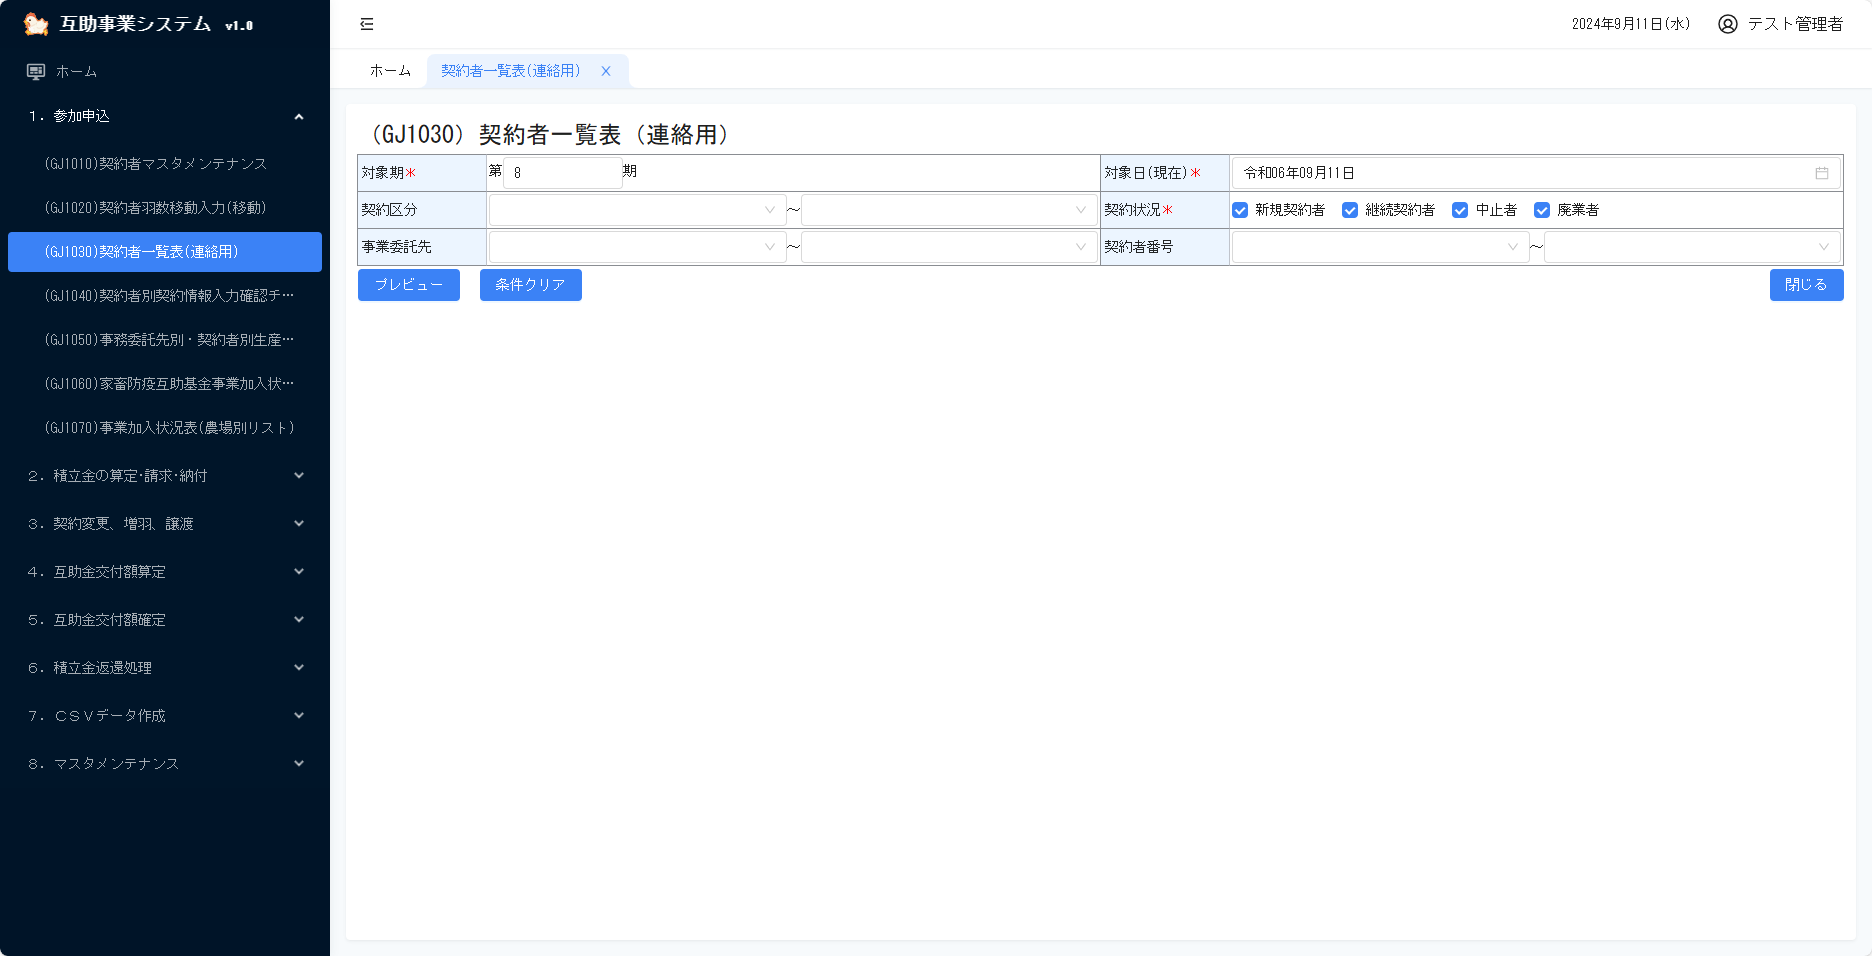 互助事業システム v1.0
ホーム
1. 参加申込
(GJ1010)契約者マスタメンテナンス
(GJ1020)契約者羽数移動入力(移動)
(GJ1030)契約者一覧表(連絡用)
(GJ1040)契約者別契約情報入力確認チ…
(GJ1050)事務委託先別・契約者別生産…
(GJ1060)家畜防疫互助基金事業加入状…
(GJ1070)事業加入状況表(農場別リスト)
2. 積立金の算定･請求･納付
3. 契約変更、増羽、譲渡
4. 互助金交付額算定
5. 互助金交付額確定
6. 積立金返還処理
7. CSVデータ作成
8. マスタメンテナンス
2024年9月11日(水) テスト管理者
ホーム 契約者一覧表(連絡用)
(GJ1030) 契約者一覧表 (連絡用)
対象期* 第 8 期 対象日(現在)* 令和06年09月11日
契約区分 ～ 契約状況* 新規契約者 継続契約者 中止者 廃業者
事業委託先 ～ 契約者番号 ～
プレビュー 条件クリア 閉じる